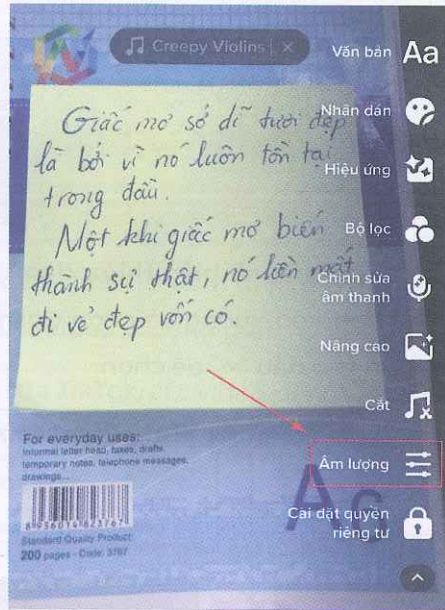 Creepy Violins | ×
Văn bản Aa
Giấc mơ sở dĩ tươi đẹp
Nhãn dán
là bởi vì nó luôn tồn tại
Hiệu ứng
trong đầu.
Một khi giấc mơ biến
Bộ lọc
thành sự thật, nó liền mất
Chỉnh sửa
âm thanh
đi vẻ đẹp vốn có.
Nâng cao
Cắt
For everyday uses:
Informal letter head, faxes, drafts,
temporary notes, telephone messages,
drawings...
Âm lượng
8936014823767
Cài đặt quyền
riêng tư
Standard Quality Product
200 pages - Code: 3767